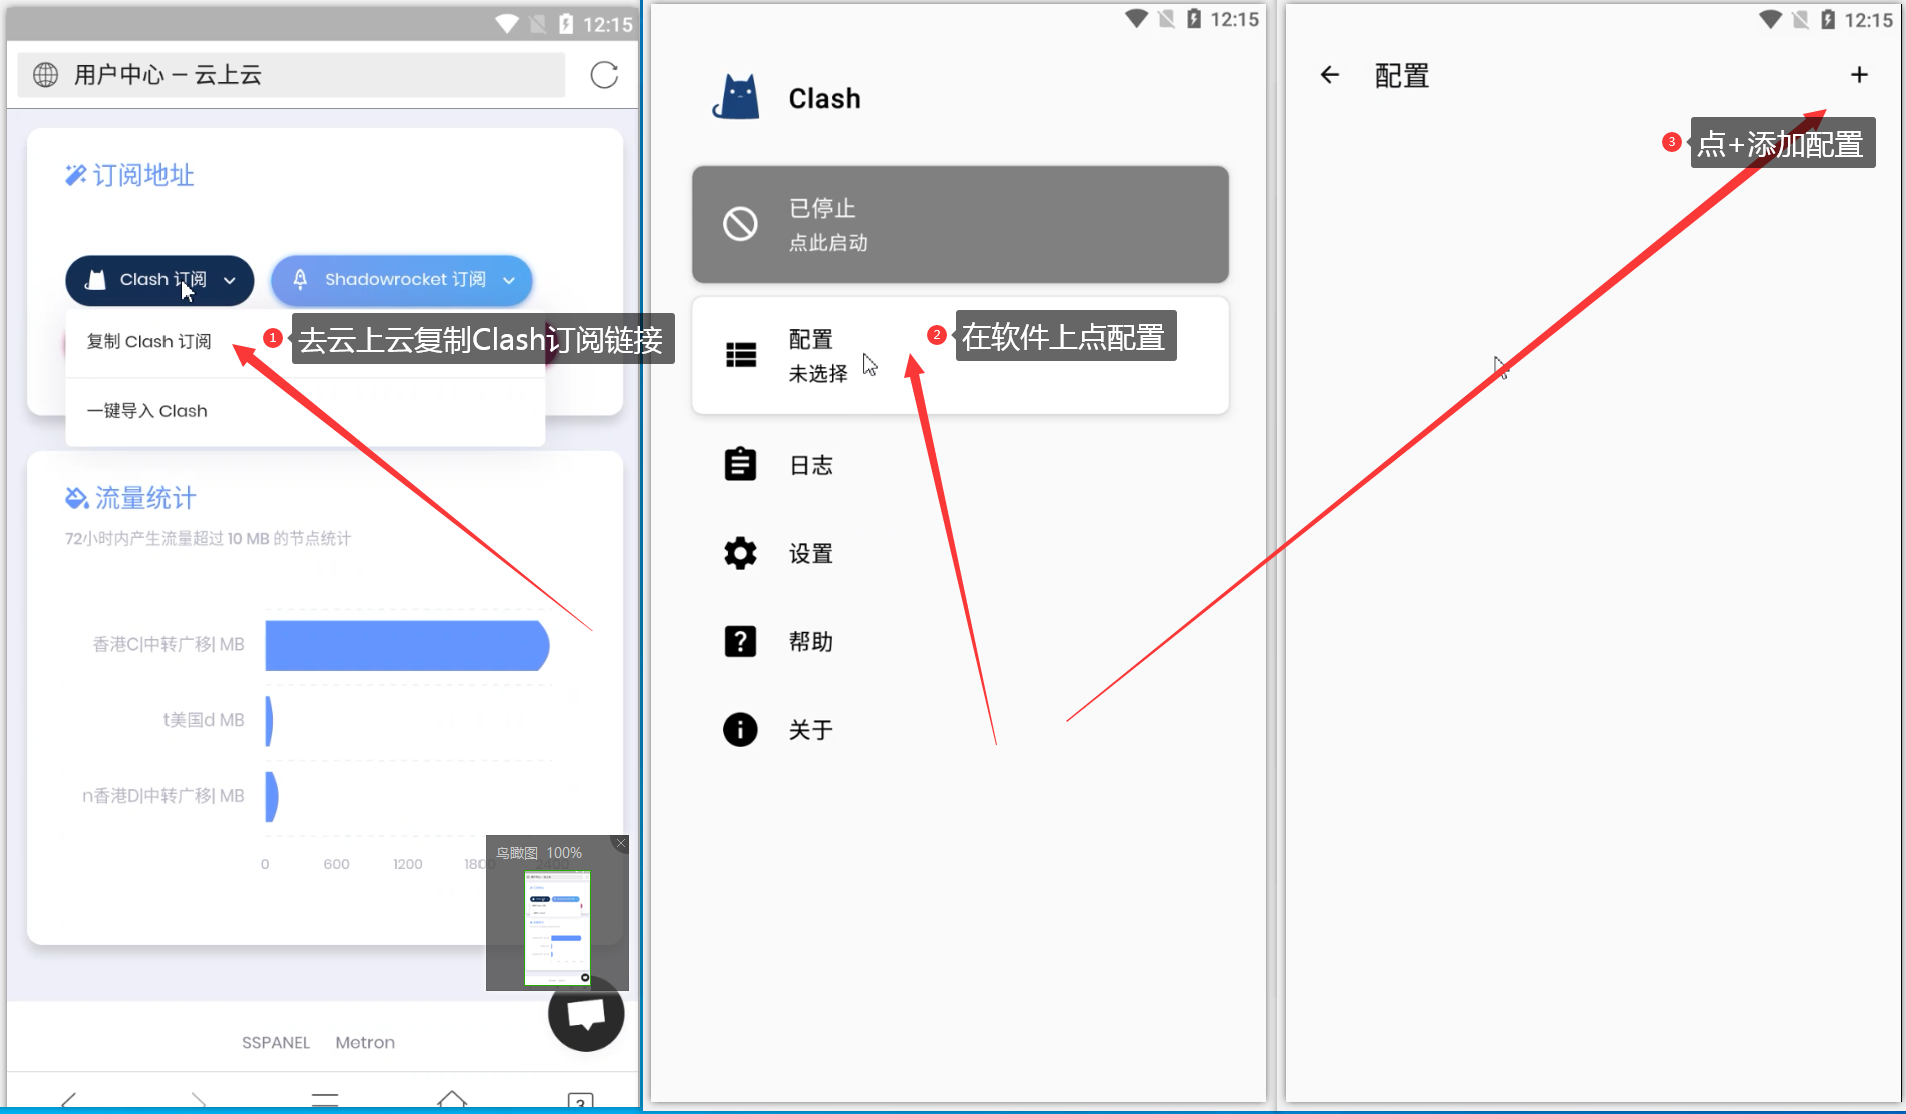 12:15
用户中心 – 云上云
订阅地址
Clash 订阅
Shadowrocket 订阅
复制 Clash 订阅
1
去云上云复制Clash订阅链接
一键导入 Clash
流量统计
72小时内产生流量超过 10 MB 的节点统计
香港C|中转广移| MB
t美国d MB
n香港D|中转广移| MB
0
600
1200
1800
2400
鸟瞰图 100%
SSPANEL
Metron
3
12:15
Clash
已停止
点此启动
配置
未选择
2
在软件上点配置
日志
设置
帮助
关于
12:15
配置
3
点+添加配置